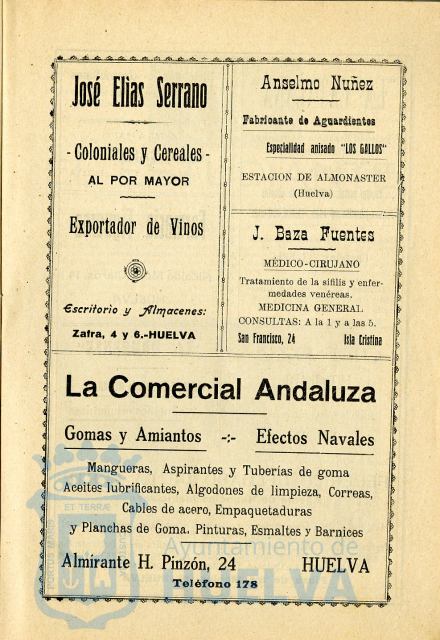 José Elias Serrano
- Coloniales y Cereales -
AL POR MAYOR
Exportador de Vinos
Escritorio y Almacenes:
Zafra, 4 y 6.-HUELVA
Anselmo Nuñez
Fabricante de Aguardientes
Especialidad anisado "LOS GALLOS"
ESTACION DE ALMONASTER
(Huelva)
J. Baza Fuentes
MÉDICO-CIRUJANO
Tratamiento de la sífilis y enfer-
medades venéreas.
MEDICINA GENERAL
CONSULTAS: A la 1 y a las 5.
San Francisco, 24 Isla Cristina
La Comercial Andaluza
Gomas y Amiantos -:- Efectos Navales
Mangueras, Aspirantes y Tuberías de goma
Aceites lubrificantes, Algodones de limpieza, Correas,
Cables de acero, Empaquetaduras
y Planchas de Goma. Pinturas, Esmaltes y Barnices
Almirante H. Pinzón, 24 HUELVA
Teléfono 178
ET TERRÆ
Ayuntamiento de
HUELVA